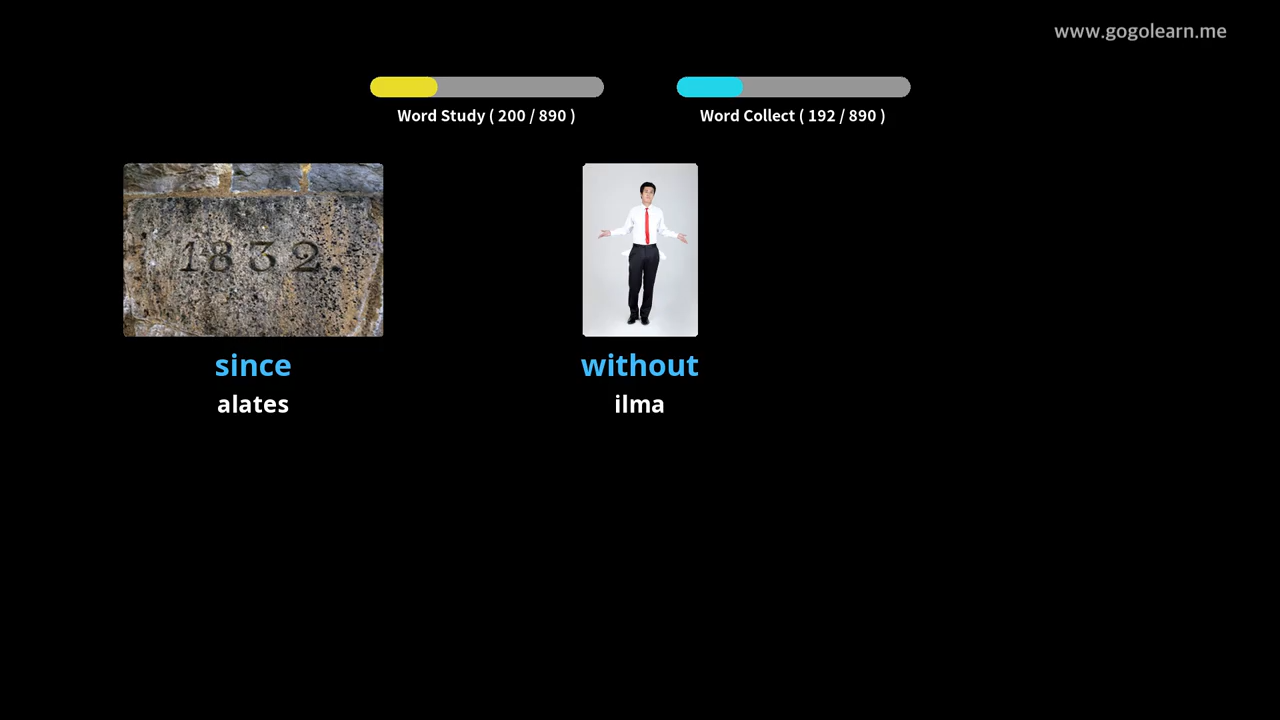 www.gogolearn.me
Word Study ( 200 / 890 )
Word Collect ( 192 / 890 )
1832.
since
without
alates
ilma